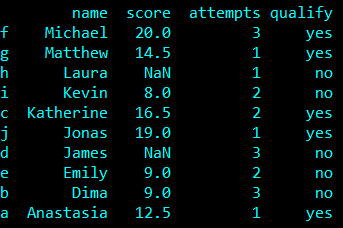 name score attempts qualify
f Michael 20.0 3 yes
g Matthew 14.5 1 yes
h Laura NaN 1 no
i Kevin 8.0 2 no
c Katherine 16.5 2 yes
j Jonas 19.0 1 yes
d James NaN 3 no
e Emily 9.0 2 no
b Dima 9.0 3 no
a Anastasia 12.5 1 yes